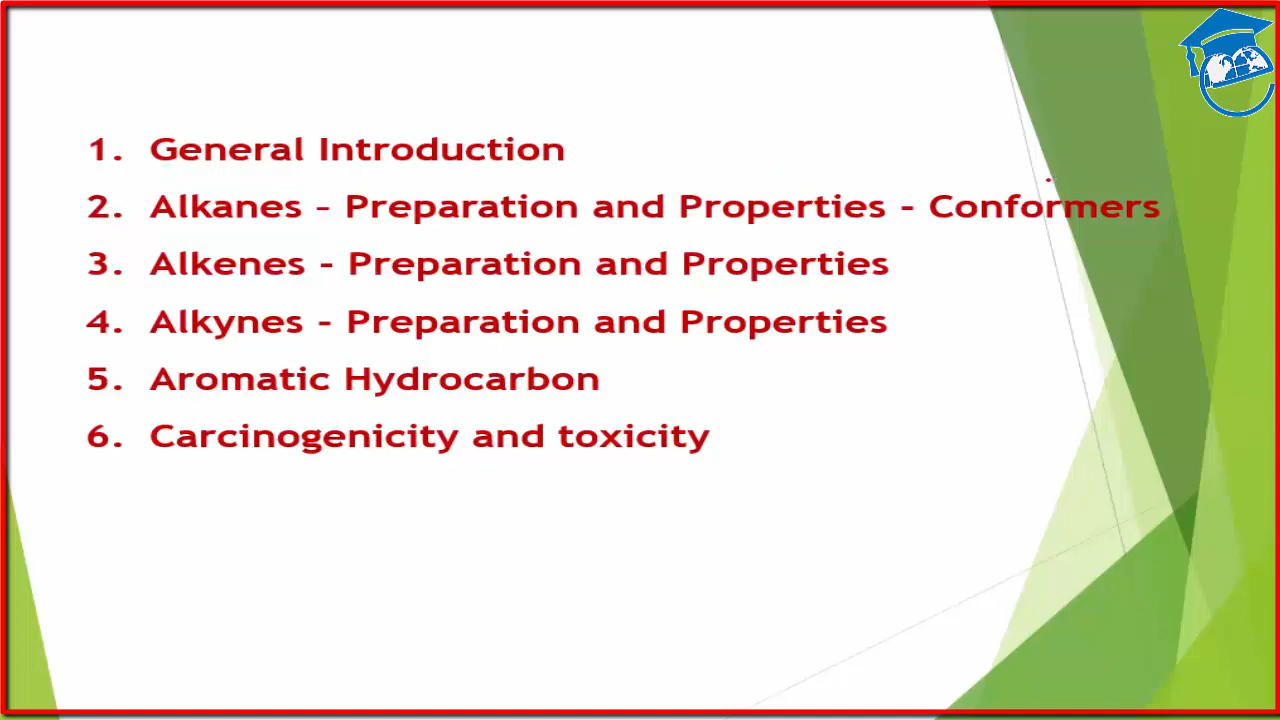 1. General Introduction
2. Alkanes – Preparation and Properties - Conformers
3. Alkenes - Preparation and Properties
4. Alkynes - Preparation and Properties
5. Aromatic Hydrocarbon
6. Carcinogenicity and toxicity